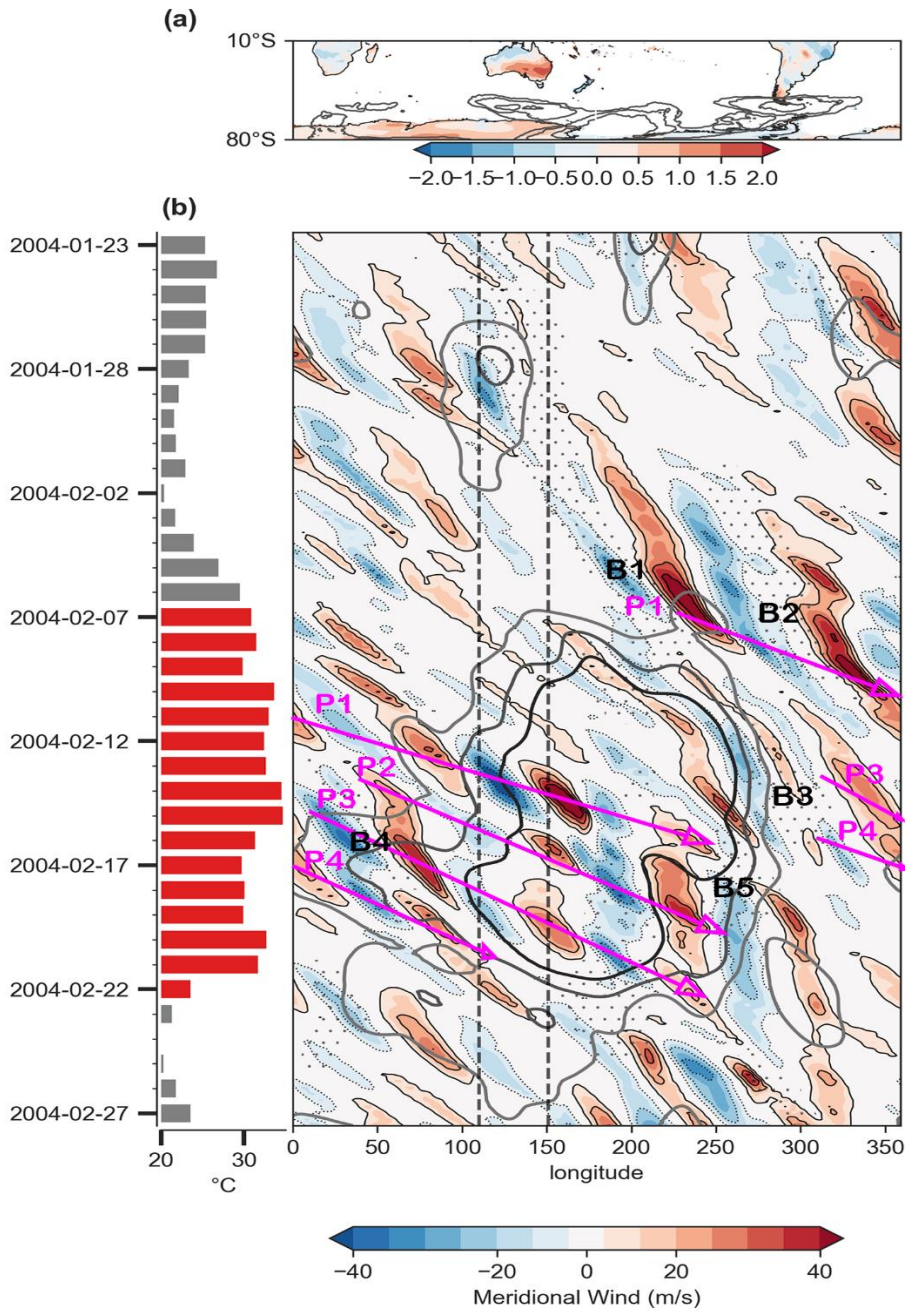 (a)
10°S
80°S
−2.0 −1.5 −1.0 −0.5 0.0 0.5 1.0 1.5 2.0
(b)
2004-01-23
2004-01-28
2004-02-02
2004-02-07
2004-02-12
2004-02-17
2004-02-22
2004-02-27
B1
P1
B2
P1
P2
P3
B3
P3
B4
P4
P4
B5
20 30
°C
0 50 100 150 200 250 300 350
longitude
−40 −20 0 20 40
Meridional Wind (m/s)